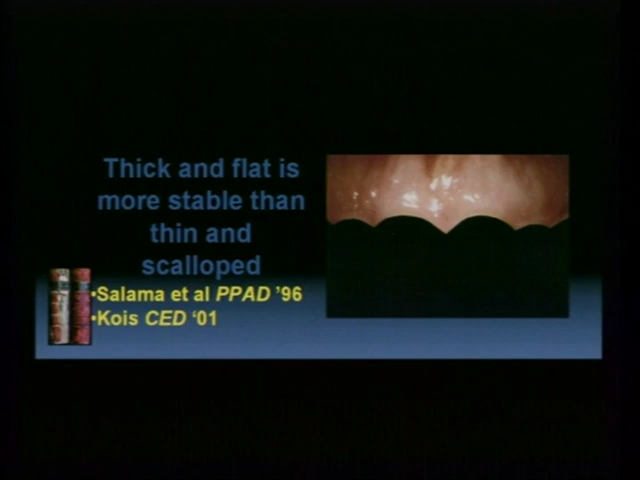 Thick and flat is
more stable than
thin and
scalloped
•Salama et al PPAD ’96
•Kois CED ‘01